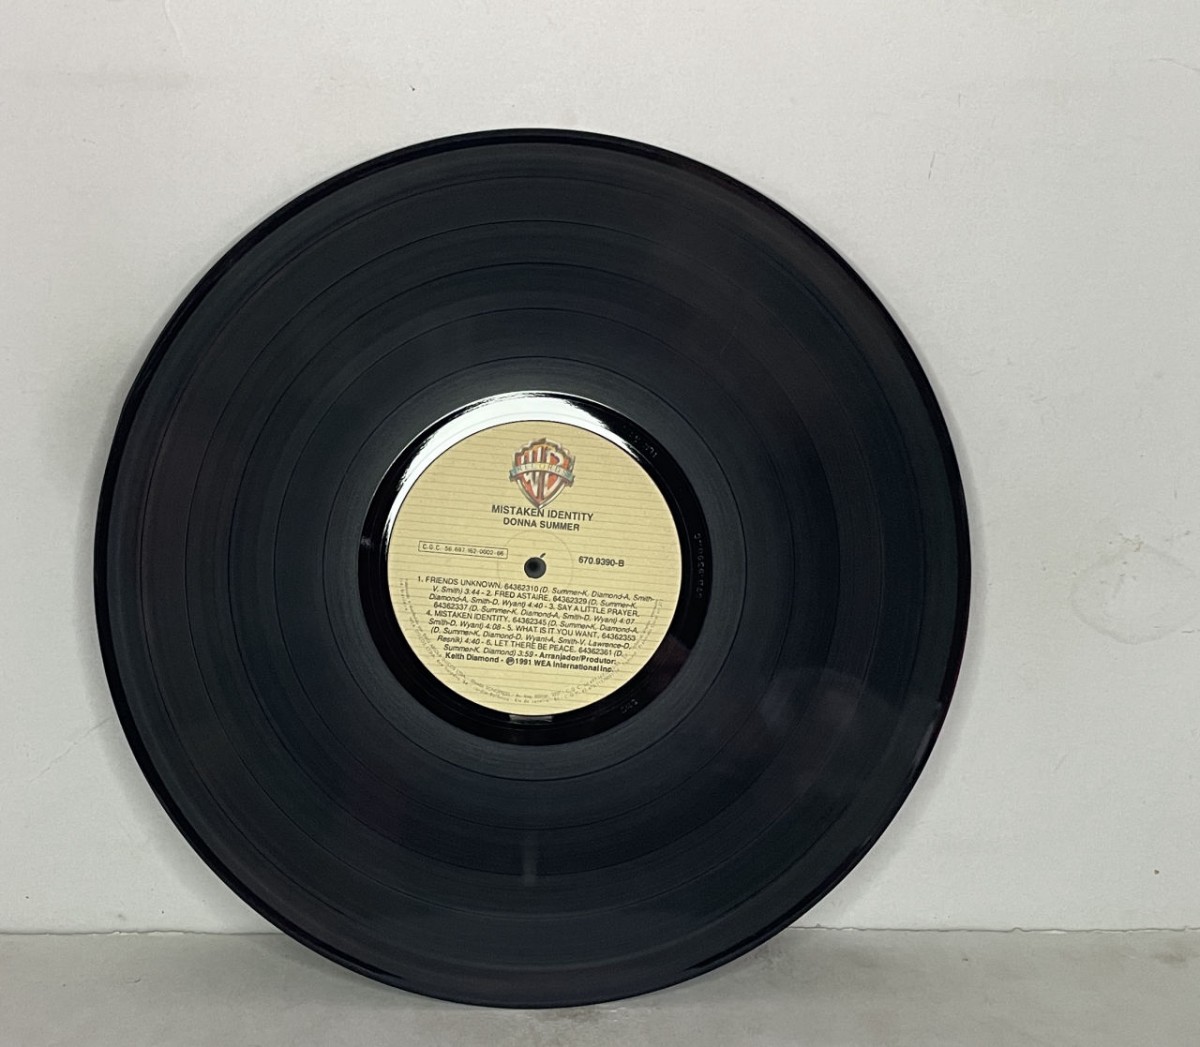 WB
RECORDS
MISTAKEN IDENTITY
DONNA SUMMER
670.9390-B
1. FRIENDS UNKNOWN. 64362310 (D. Summer-K. Diamond-A. Smith-
V. Smith) 3:44 - 2. FRED ASTAIRE. 64362329 (D. Summer-K.
Diamond-A. Smith-D. Wyant) 4:40 - 3. SAY A LITTLE PRAYER.
64362337 (D. Summer-K. Diamond-A. Smith-D. Wyant) 4:07
4. MISTAKEN IDENTITY. 64362345 (D. Summer-K. Diamond-A.
Smith-D. Wyant) 4:08 - 5. WHAT IS IT YOU WANT. 64362353
(D. Summer-K. Diamond-D. Wyant-A. Smith-V. Lawrence-D.
Resnik) 4:40 - 6. LET THERE BE PEACE. 64362361 (D.
Summer-K. Diamond) 3:59 - Arranjador/Produtor:
Keith Diamond - ℗1991 WEA International Inc.